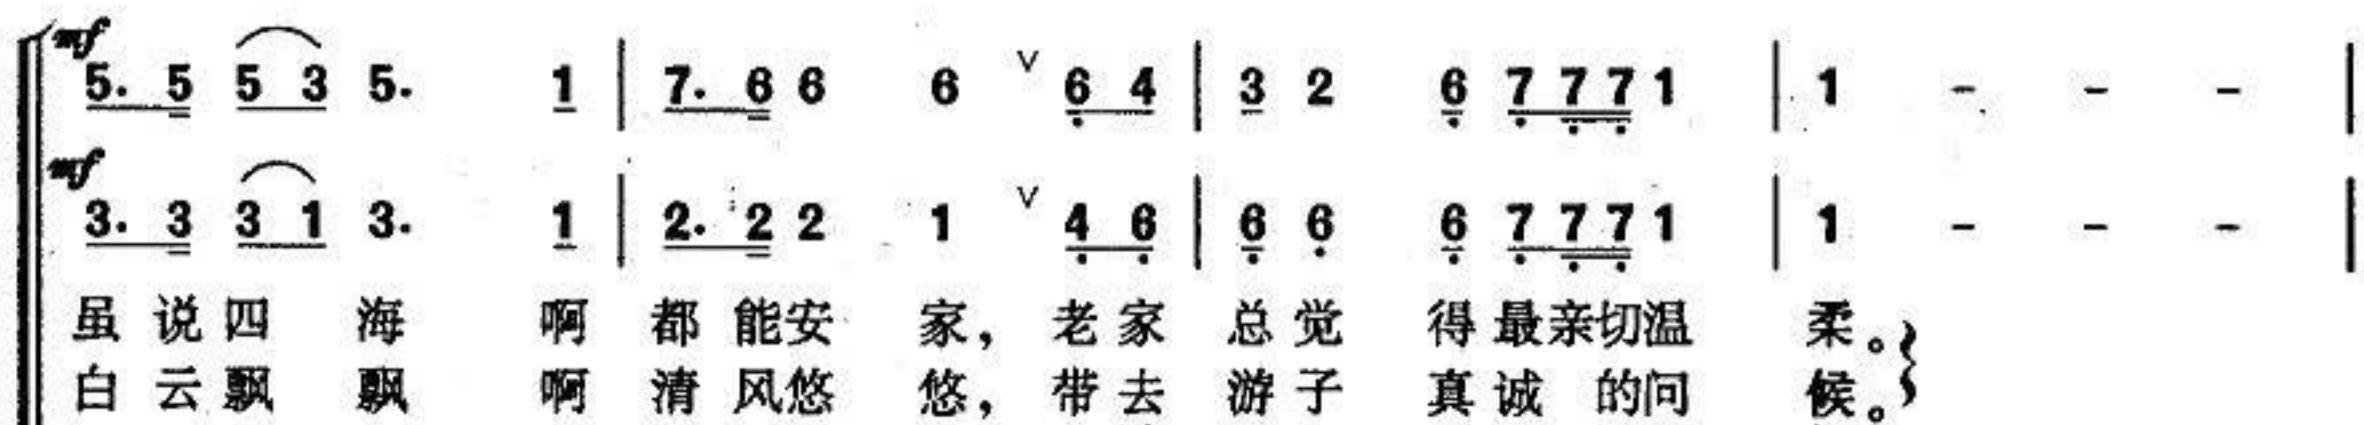 mf
5. 5 5 3 5. 1 | 7. 6 6 6 ∨ 6 4 | 3 2 6 7 7 7 1 | 1 - - - |
mf
3. 3 3 1 3. 1 | 2. 2 2 1 ∨ 4 6 | 6 6 6 7 7 7 1 | 1 - - - |
虽 说 四 海 啊 都 能 安 家， 老 家 总 觉 得 最 亲 切 温 柔。
白 云 飘 飘 啊 清 风 悠 悠， 带 去 游 子 真 诚 的 问 候。